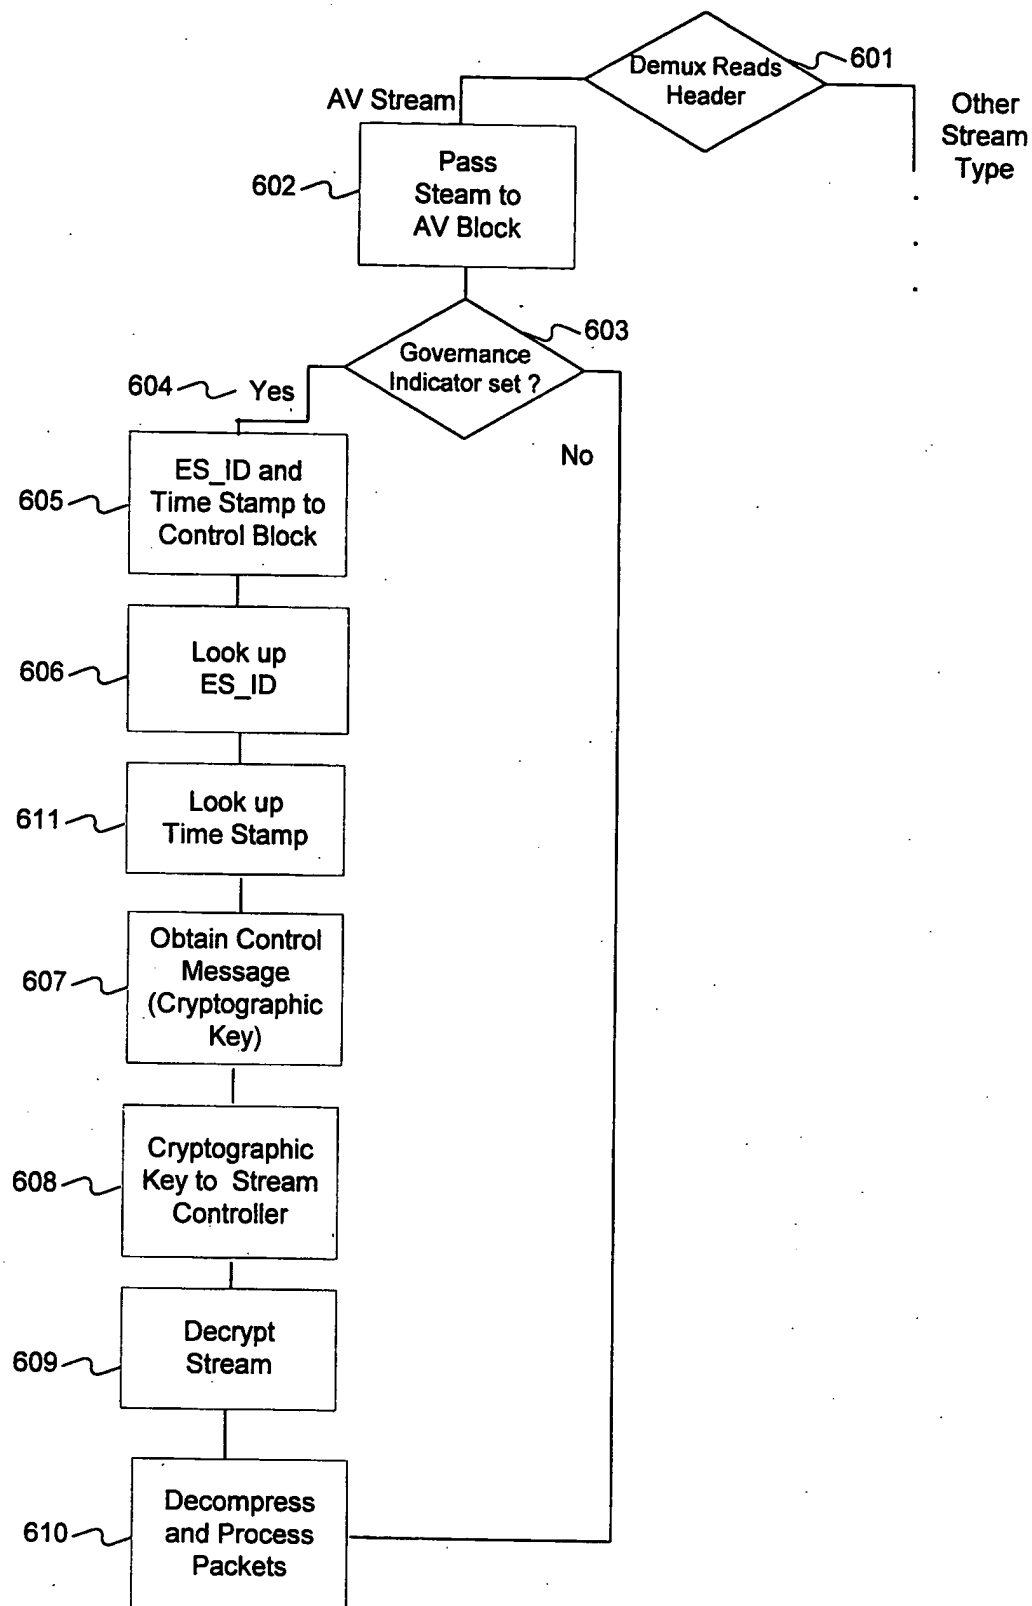 Demux Reads
Header
601
AV Stream
Other
Stream
Type
Pass
Steam to
AV Block
602
603
Governance
Indicator set ?
604
Yes
No
ES_ID and
Time Stamp to
Control Block
605
Look up
ES_ID
606
Look up
Time Stamp
611
Obtain Control
Message
(Cryptographic
Key)
607
Cryptographic
Key to Stream
Controller
608
Decrypt
Stream
609
Decompress
and Process
Packets
610